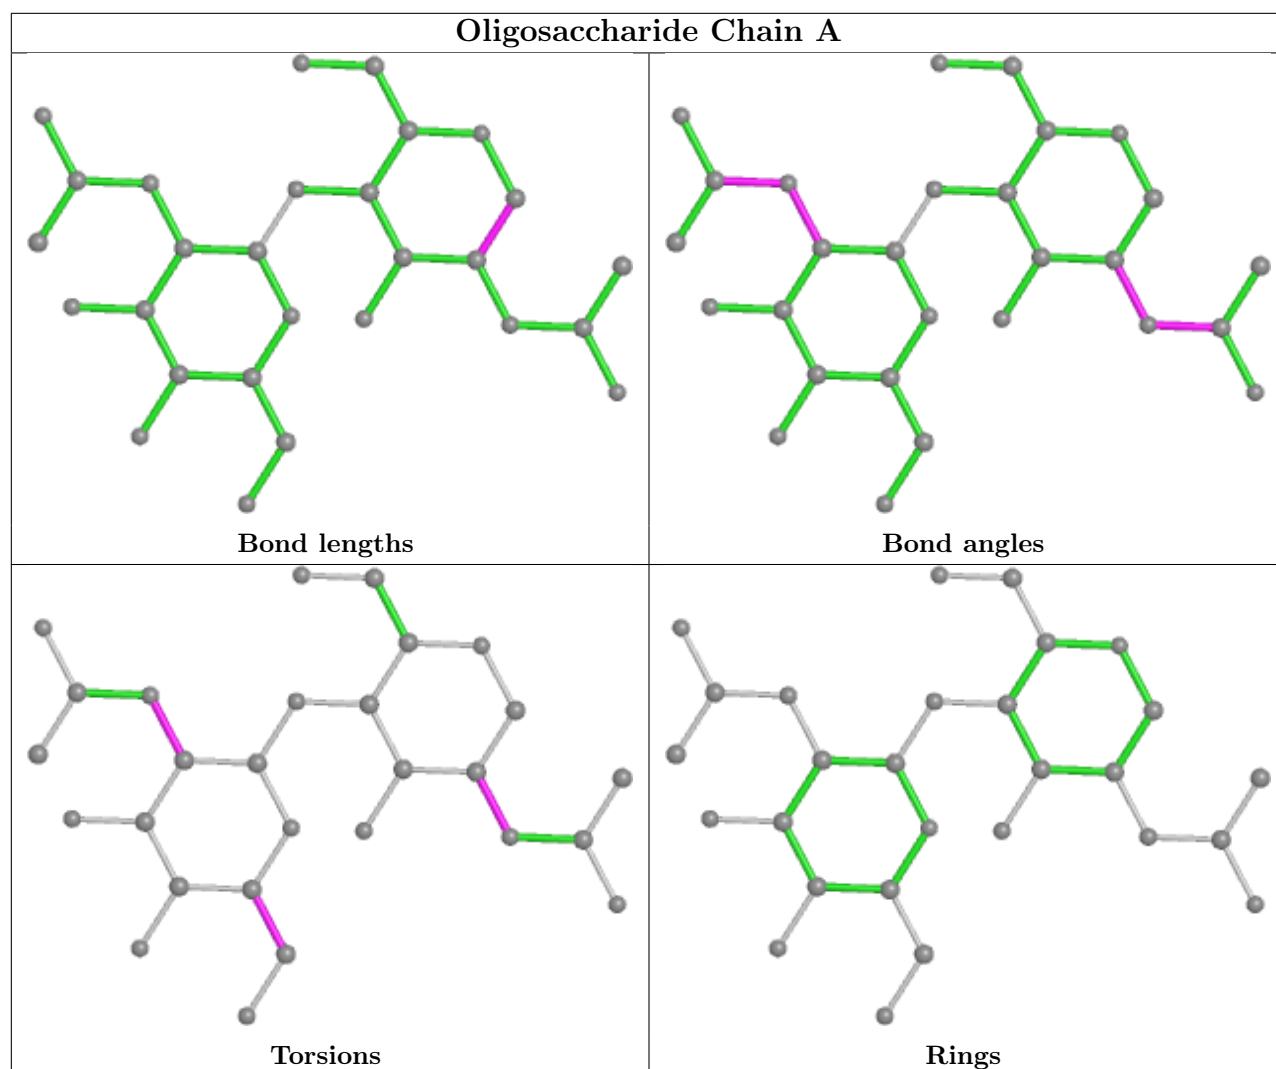 Oligosaccharide Chain A
Bond lengths
Bond angles
Torsions
Rings